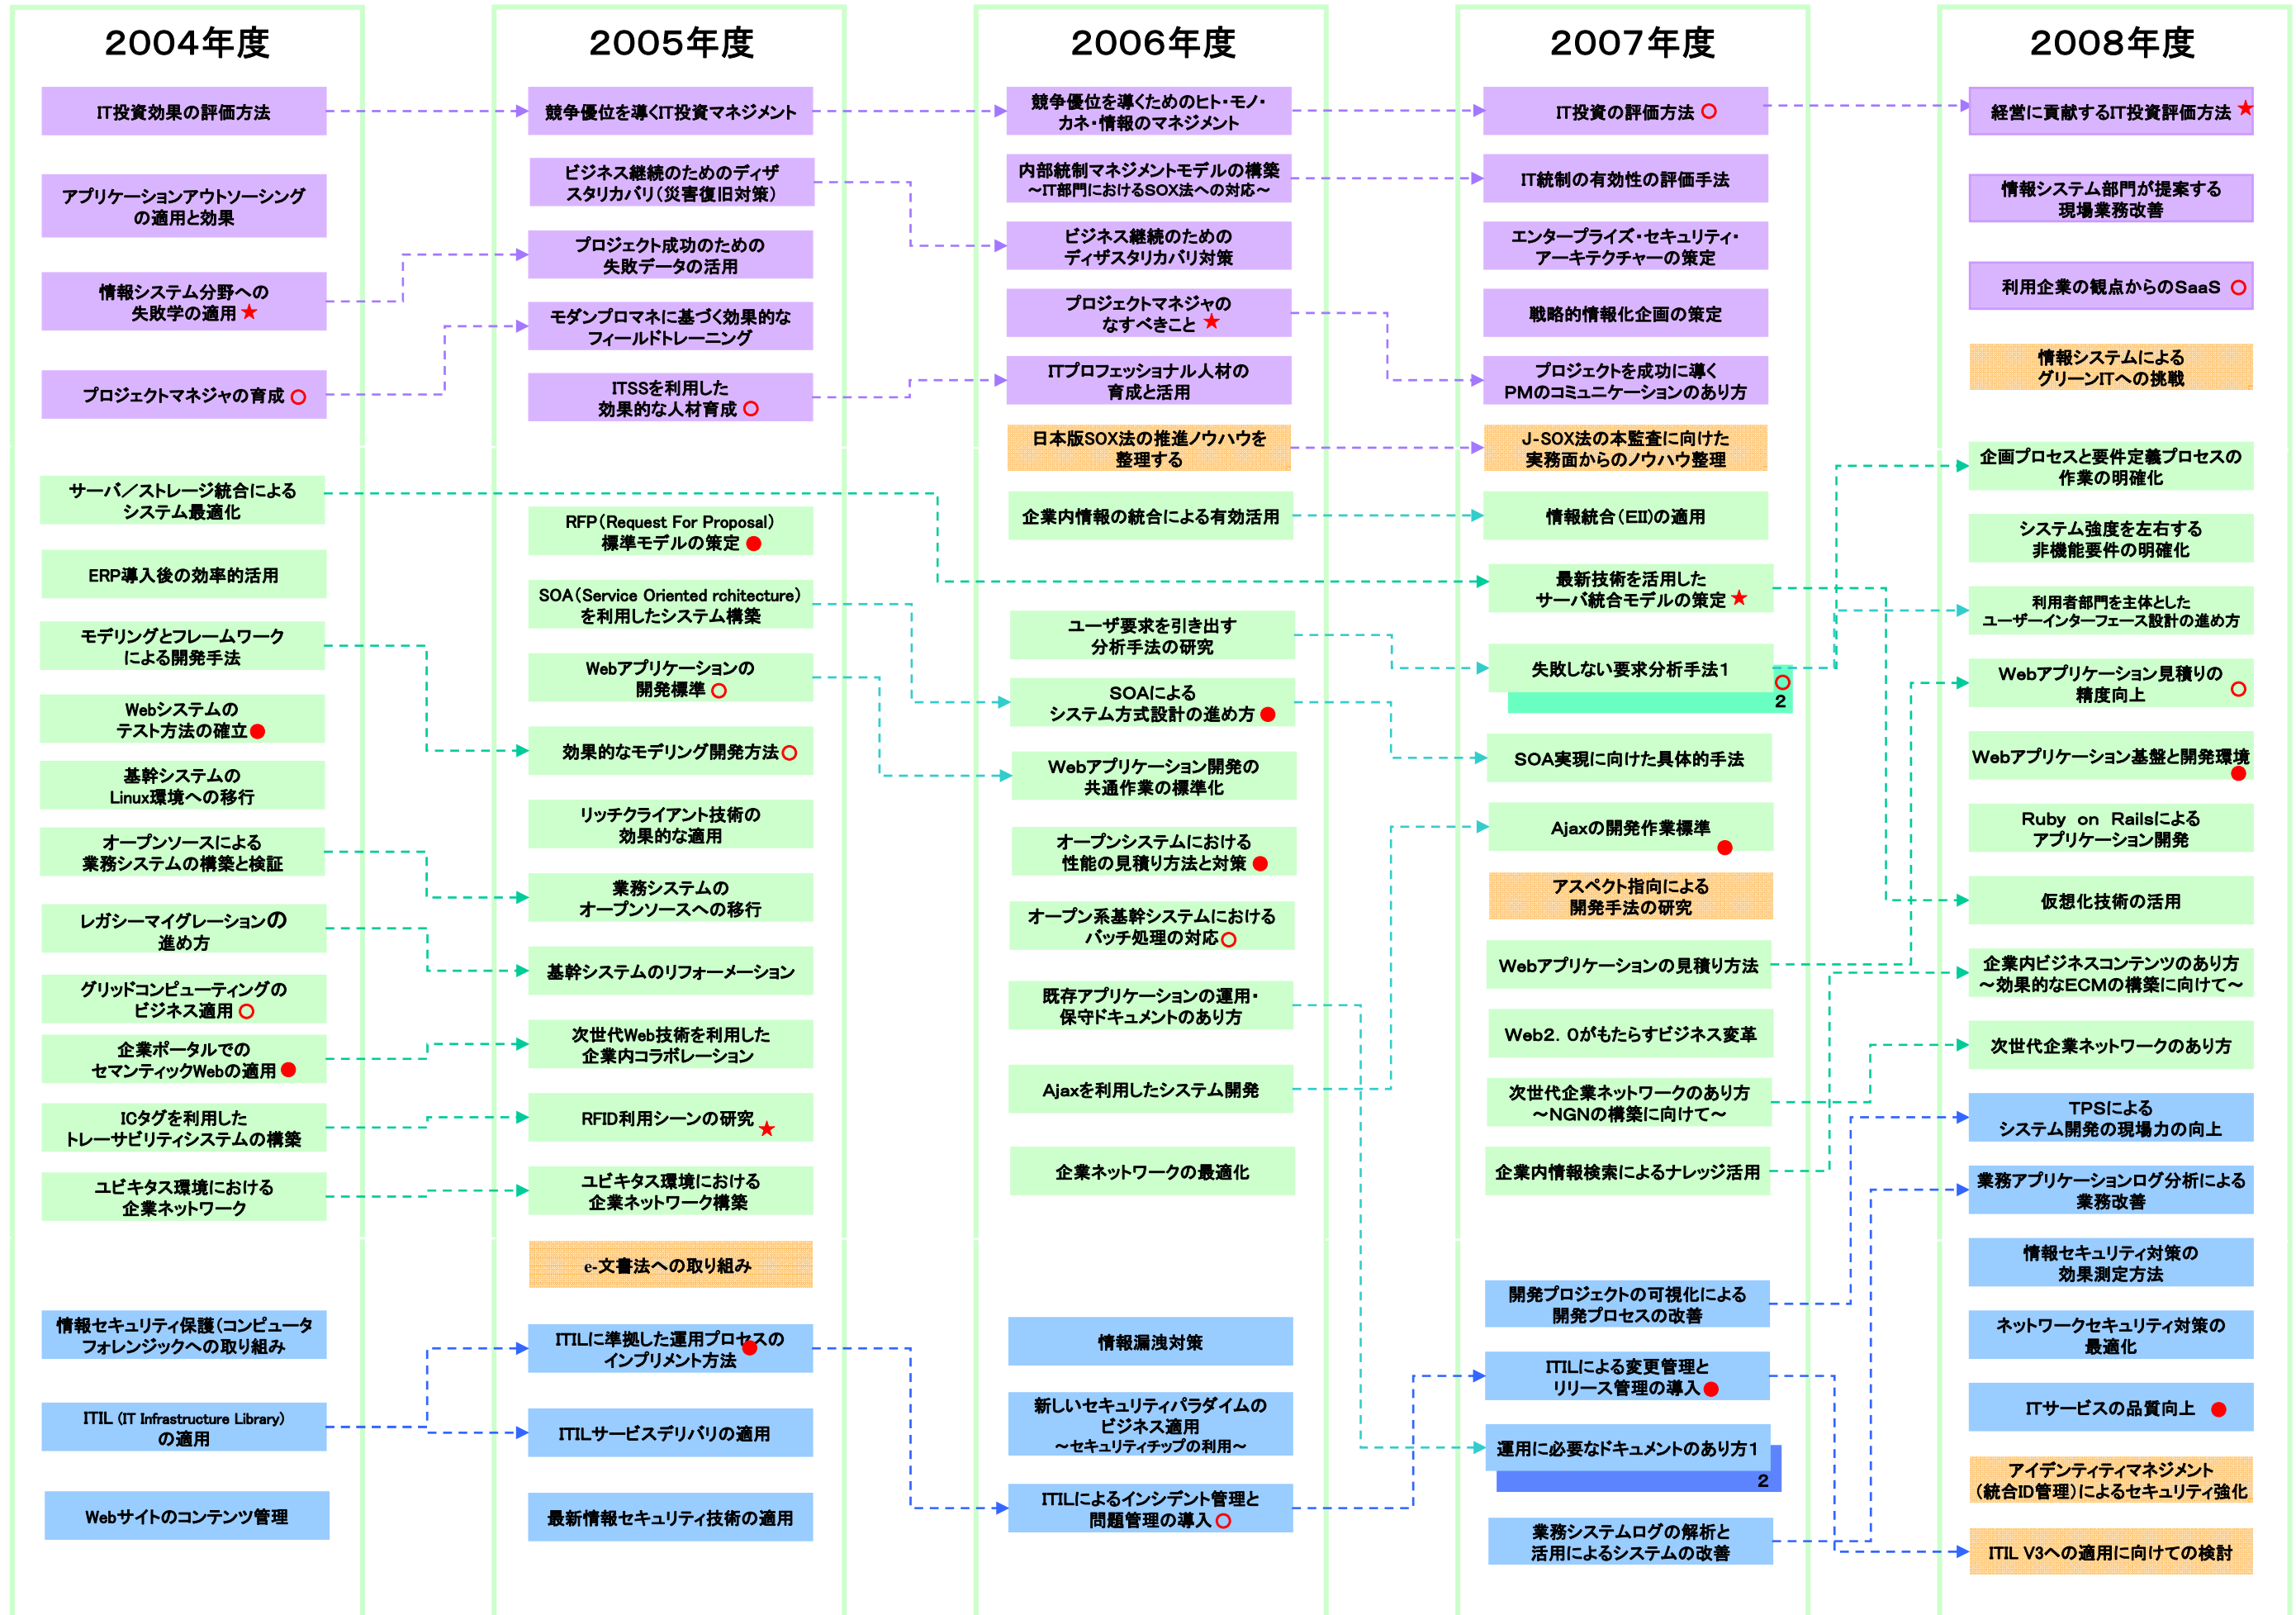 2004年度
IT投資効果の評価方法
アプリケーションアウトソーシング
の適用と効果
情報システム分野への
失敗学の適用★
プロジェクトマネジャの育成○
サーバ／ストレージ統合による
システム最適化
ERP導入後の効率的活用
モデリングとフレームワーク
による開発手法
Webシステムの
テスト方法の確立●
基幹システムの
Linux環境への移行
オープンソースによる
業務システムの構築と検証
レガシーマイグレーションの
進め方
グリッドコンピューティングの
ビジネス適用○
企業ポータルでの
セマンティックWebの適用●
ICタグを利用した
トレーサビリティシステムの構築
ユビキタス環境における
企業ネットワーク
情報セキュリティ保護（コンピュータ
フォレンジックへの取り組み
ITIL（IT Infrastructure Library）
の適用
Webサイトのコンテンツ管理
2005年度
競争優位を導くIT投資マネジメント
ビジネス継続のためのディザ
スタリカバリ（災害復旧対策）
プロジェクト成功のための
失敗データの活用
モダンプロマネに基づく効果的な
フィールドトレーニング
ITSSを利用した
効果的な人材育成○
RFP（Request For Proposal）
標準モデルの策定●
SOA（Service Oriented rchitecture）
を利用したシステム構築
Webアプリケーションの
開発標準○
効果的なモデリング開発方法○
リッチクライアント技術の
効果的な適用
業務システムの
オープンソースへの移行
基幹システムのリフォーメーション
次世代Web技術を利用した
企業内コラボレーション
RFID利用シーンの研究★
ユビキタス環境における
企業ネットワーク構築
e-文書法への取り組み
ITILに準拠した運用プロセスの
インプリメント方法●
ITILサービスデリバリの適用
最新情報セキュリティ技術の適用
2006年度
競争優位を導くためのヒト・モノ・
カネ・情報のマネジメント
内部統制マネジメントモデルの構築
～IT部門におけるSOX法への対応～
ビジネス継続のための
ディザスタリカバリ対策
プロジェクトマネジャの
なすべきこと★
ITプロフェッショナル人材の
育成と活用
日本版SOX法の推進ノウハウを
整理する
企業内情報の統合による有効活用
ユーザ要求を引き出す
分析手法の研究
SOAによる
システム方式設計の進め方●
Webアプリケーション開発の
共通作業の標準化
オープンシステムにおける
性能の見積り方法と対策●
オープン系基幹システムにおける
バッチ処理の対応○
既存アプリケーションの運用・
保守ドキュメントのあり方
Ajaxを利用したシステム開発
企業ネットワークの最適化
情報漏洩対策
新しいセキュリティパラダイムの
ビジネス適用
～セキュリティチップの利用～
ITILによるインシデント管理と
問題管理の導入○
2007年度
IT投資の評価方法○
IT統制の有効性の評価手法
エンタープライズ・セキュリティ・
アーキテクチャーの策定
戦略的情報化企画の策定
プロジェクトを成功に導く
PMのコミュニケーションのあり方
J-SOX法の本監査に向けた
実務面からのノウハウ整理
情報統合（EII)の適用
最新技術を活用した
サーバ統合モデルの策定★
失敗しない要求分析手法１
○
２
SOA実現に向けた具体的手法
Ajaxの開発作業標準
●
アスペクト指向による
開発手法の研究
Webアプリケーションの見積り方法
Web２．０がもたらすビジネス変革
次世代企業ネットワークのあり方
～NGNの構築に向けて～
企業内情報検索によるナレッジ活用
開発プロジェクトの可視化による
開発プロセスの改善
ITILによる変更管理と
リリース管理の導入●
運用に必要なドキュメントのあり方１
２
業務システムログの解析と
活用によるシステムの改善
2008年度
経営に貢献するIT投資評価方法★
情報システム部門が提案する
現場業務改善
利用企業の観点からのSaaS ○
情報システムによる
グリーンITへの挑戦
企画プロセスと要件定義プロセスの
作業の明確化
システム強度を左右する
非機能要件の明確化
利用者部門を主体とした
ユーザーインターフェース設計の進め方
Webアプリケーション見積りの
精度向上 ○
Webアプリケーション基盤と開発環境
●
Ruby on Railsによる
アプリケーション開発
仮想化技術の活用
企業内ビジネスコンテンツのあり方
～効果的なECMの構築に向けて～
次世代企業ネットワークのあり方
TPSによる
システム開発の現場力の向上
業務アプリケーションログ分析による
業務改善
情報セキュリティ対策の
効果測定方法
ネットワークセキュリティ対策の
最適化
ITサービスの品質向上 ●
アイデンティティマネジメント
（統合ID管理）によるセキュリティ強化
ITIL V3への適用に向けての検討